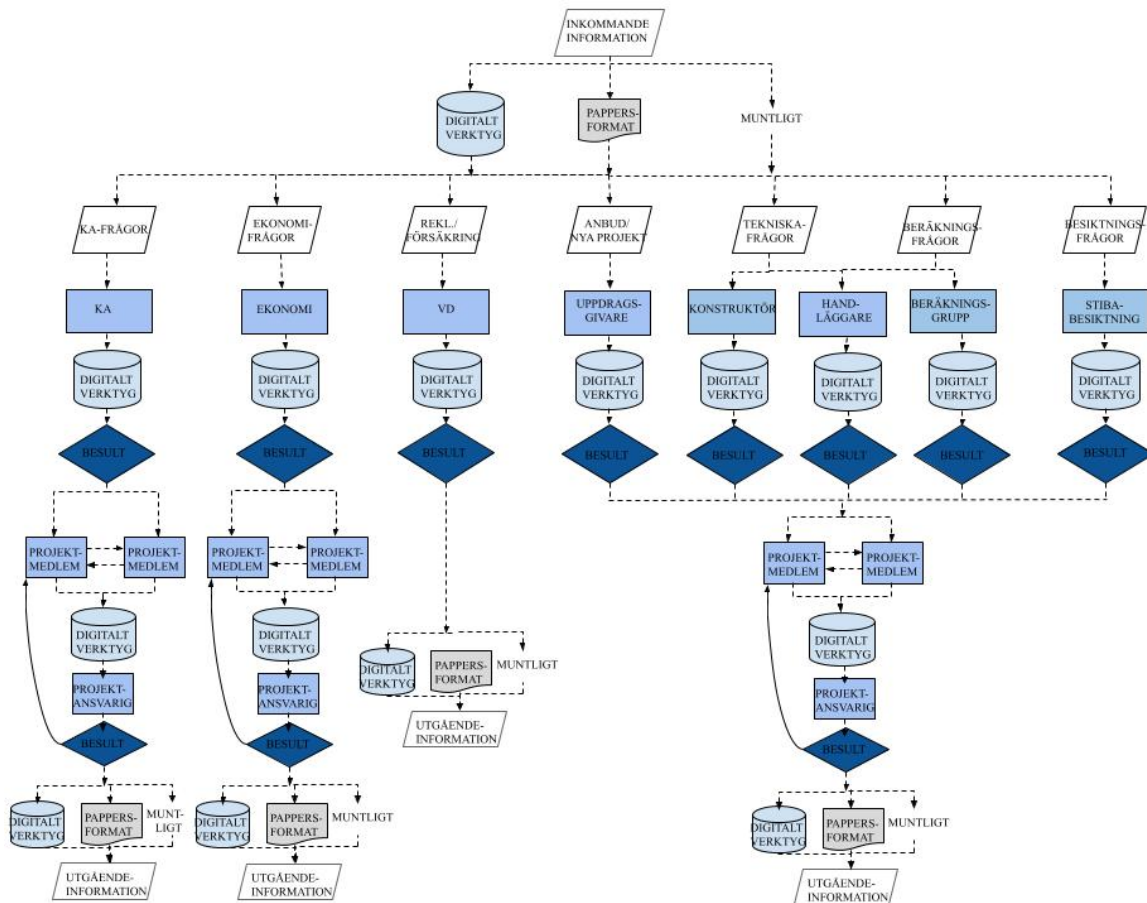 INKOMMANDE
INFORMATION
DIGITALT
VERKTYG
PAPPERS-
FORMAT
MUNTLIGT
KA-FRÅGOR
EKONOMI-
FRÅGOR
REKL./
FÖRSÄKRING
ANBUD/
NYA PROJEKT
TEKNISKA-
FRÅGOR
BERÄKNINGS-
FRÅGOR
BESIKTNINGS-
FRÅGOR
KA
EKONOMI
VD
UPPDRAGS-
GIVARE
KONSTRUKTÖR
HAND-
LÄGGARE
BERÄKNINGS-
GRUPP
STIBA-
BESIKTNING
DIGITALT
VERKTYG
DIGITALT
VERKTYG
DIGITALT
VERKTYG
DIGITALT
VERKTYG
DIGITALT
VERKTYG
DIGITALT
VERKTYG
DIGITALT
VERKTYG
DIGITALT
VERKTYG
BESULT
BESULT
BESULT
BESULT
BESULT
BESULT
BESULT
BESULT
PROJEKT-
MEDLEM
PROJEKT-
MEDLEM
PROJEKT-
MEDLEM
PROJEKT-
MEDLEM
PROJEKT-
MEDLEM
PROJEKT-
MEDLEM
DIGITALT
VERKTYG
DIGITALT
VERKTYG
DIGITALT
VERKTYG
DIGITALT
VERKTYG
PAPPERS-
FORMAT
MUNTLIGT
PROJEKT-
ANSVARIG
PROJEKT-
ANSVARIG
PROJEKT-
ANSVARIG
UTGÅENDE-
INFORMATION
BESULT
BESULT
BESULT
DIGITALT
VERKTYG
PAPPERS-
FORMAT
MUNT-
LIGT
DIGITALT
VERKTYG
PAPPERS-
FORMAT
MUNTLIGT
DIGITALT
VERKTYG
PAPPERS-
FORMAT
MUNTLIGT
UTGÅENDE-
INFORMATION
UTGÅENDE-
INFORMATION
UTGÅENDE-
INFORMATION